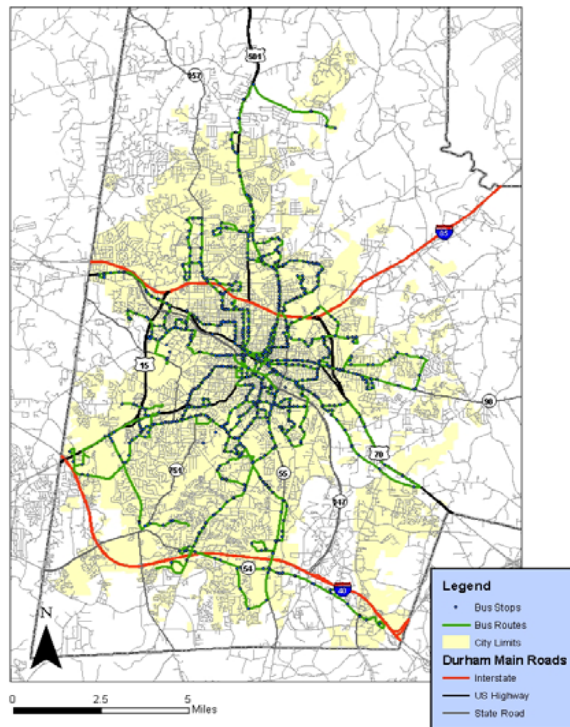 501
157
85
15
98
70
751
55
147
54
40
N
0 2.5 5
Miles
Legend
Bus Stops
Bus Routes
City Limits
Durham Main Roads
Interstate
US Highway
State Road